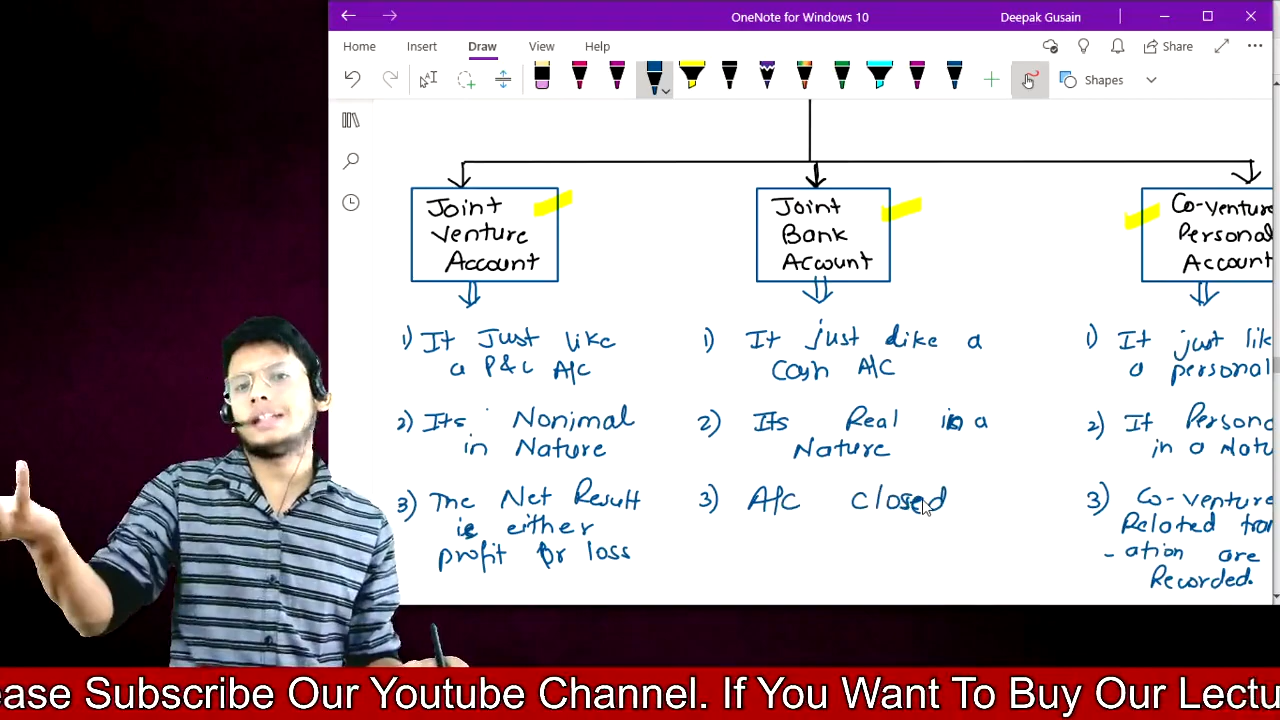 OneNote for Windows 10
Deepak Gusain
Home Insert Draw View Help
Share
Shapes
Joint
Venture
Account
Joint
Bank
Account
Co-venture
Personal
Account
1) It Just like
a P&L A/C
2) Its Nonimal
in Nature
3) The Net Result
is either
profit or loss
1) It just like a
Cash A/C
2) Its Real in a
Nature
3) A/C closed
1) It just lik
a personal
2) It Persona
in a Natu
3) Co-venture
Related tran
-ation are
Recorded.
ease Subscribe Our Youtube Channel. If You Want To Buy Our Lectu